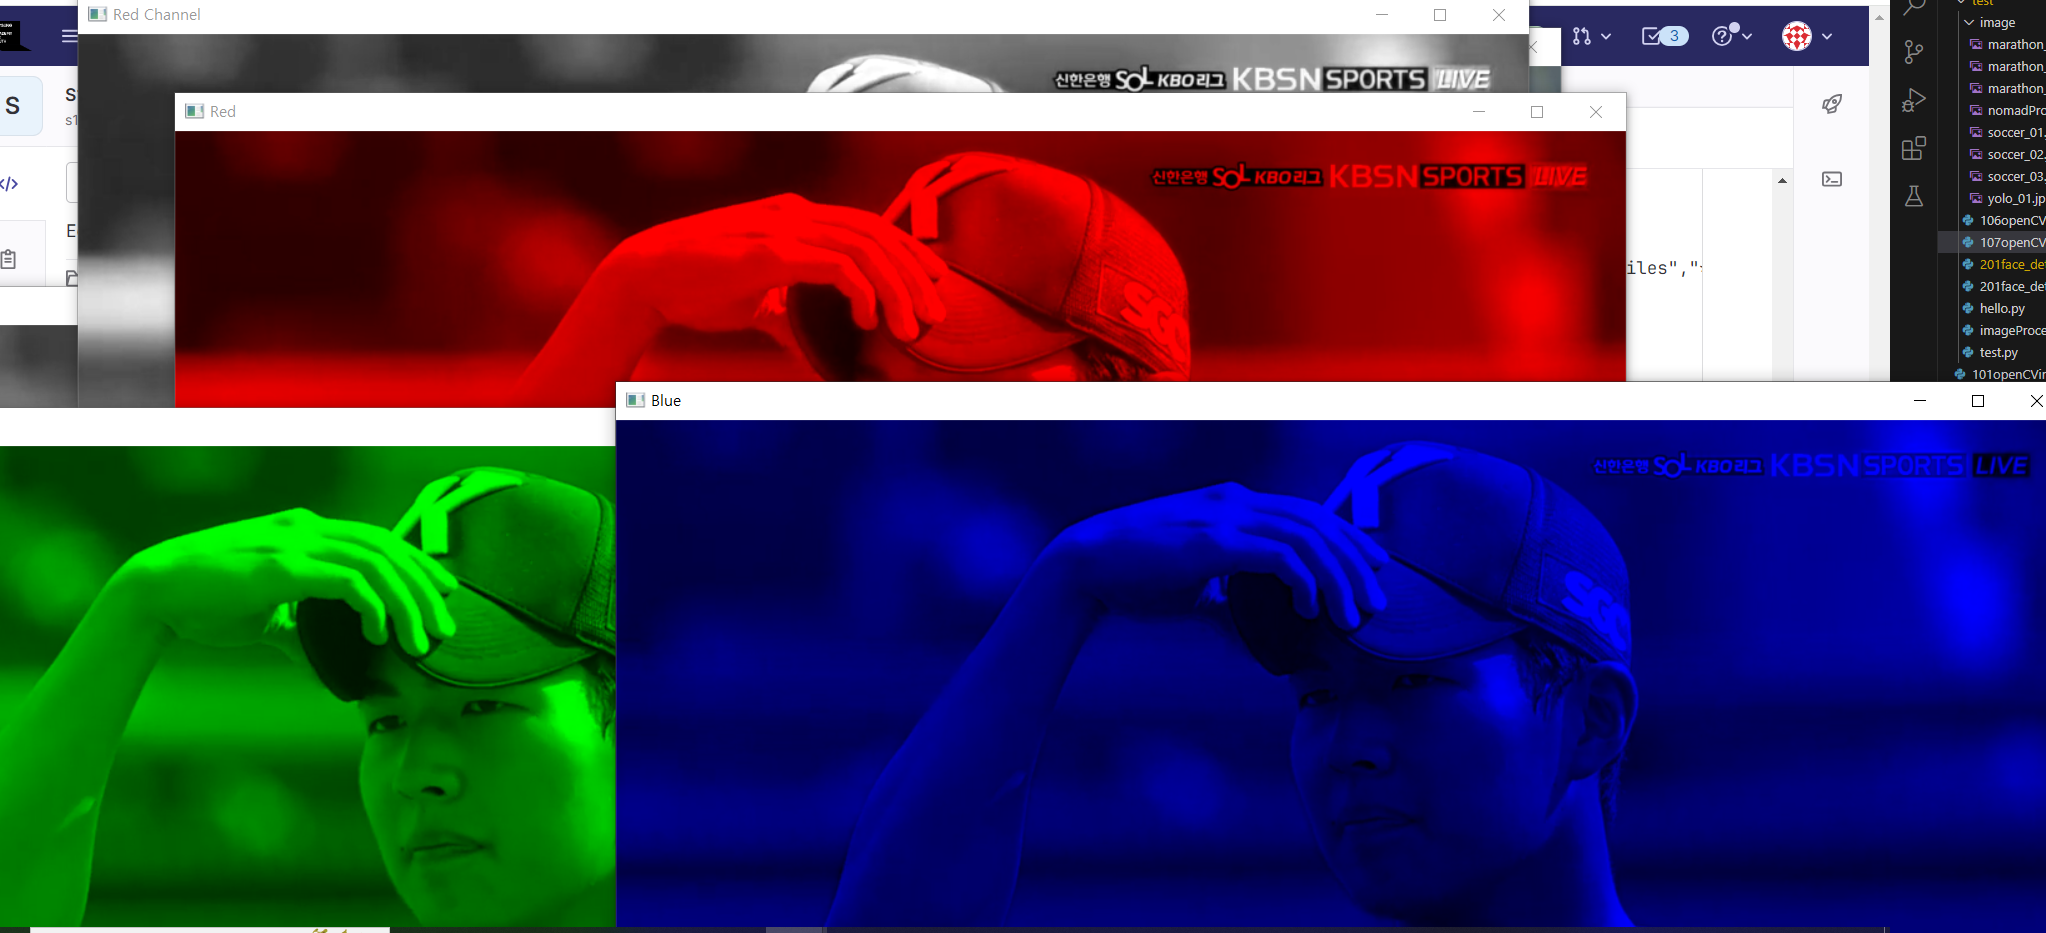 Red Channel
신한은행 SOL KBO리그 KBSN SPORTS LIVE
Red
신한은행 SOL KBO리그 KBSN SPORTS LIVE
Blue
신한은행 SOL KBO리그 KBSN SPORTS LIVE
S
S
s1
E
3
iles","
test
image
marathon_
marathon_
marathon_
nomadPro
soccer_01.
soccer_02.
soccer_03.
yolo_01.jp
106openCV
107openCV
201face_det
201face_det
hello.py
imageProce
test.py
101openCVin